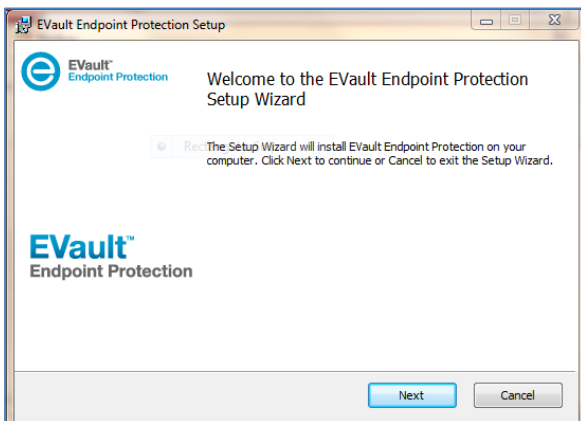 EVault Endpoint Protection Setup
EVault™
Endpoint Protection
Welcome to the EVault Endpoint Protection
Setup Wizard
The Setup Wizard will install EVault Endpoint Protection on your
computer. Click Next to continue or Cancel to exit the Setup Wizard.
EVault™
Endpoint Protection
Next
Cancel